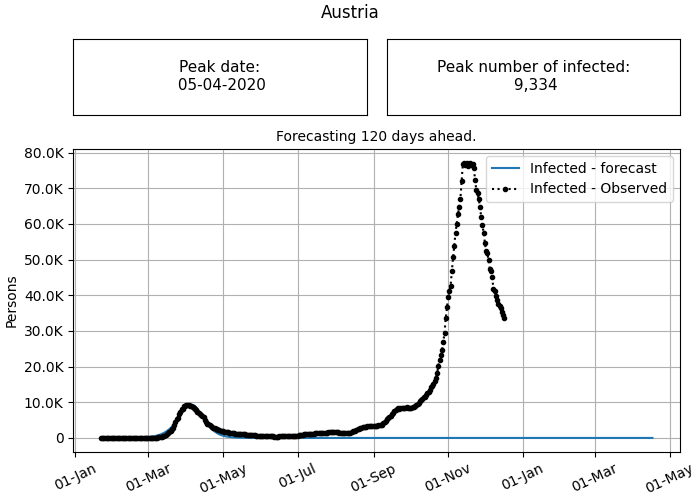 Austria
Peak date:
05-04-2020
Peak number of infected:
9,334
Forecasting 120 days ahead.
Infected - forecast
Infected - Observed
Persons
80.0K
70.0K
60.0K
50.0K
40.0K
30.0K
20.0K
10.0K
0
01-Jan
01-Mar
01-May
01-Jul
01-Sep
01-Nov
01-Jan
01-Mar
01-May